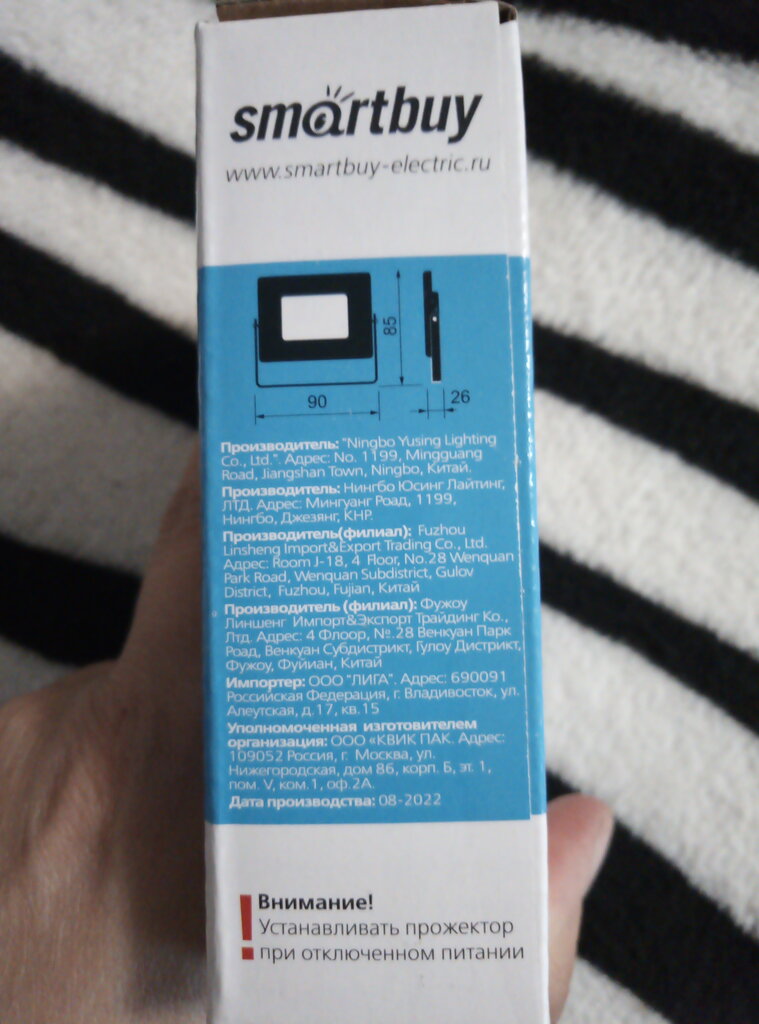 smartbuy
www.smartbuy-electric.ru
85
90
26
Производитель: "Ningbo Yusing Lighting
Co., Ltd.". Адрес: No. 1199, Mingguang
Road, Jiangshan Town, Ningbo, Китай.
Производитель: Нингбо Юсинг Лайтинг,
ЛТД. Адрес: Мингуанг Роад, 1199,
Нингбо, Джезянг, КНР.
Производитель(филиал): Fuzhou
Linsheng Import&Export Trading Co., Ltd.
Адрес: Room J-18, 4 Floor, No.28 Wenquan
Park Road, Wenquan Subdistrict, Gulov
District, Fuzhou, Fujian, Китай
Производитель (филиал): Фужоу
Линшенг Импорт&Экспорт Трайдинг Ко.,
Лтд. Адрес: 4 Флоор, №.28 Венкуан Парк
Роад, Венкуан Субдистрикт, Гулоу Дистрикт,
Фужоу, Фуйиан, Китай
Импортер: ООО "ЛИГА". Адрес: 690091
Российская Федерация, г. Владивосток, ул.
Алеутская, д.17, кв.15
Уполномоченная изготовителем
организация: ООО «КВИК ПАК. Адрес:
109052 Россия, г. Москва, ул.
Нижегородская, дом 86, корп. Б, эт. 1,
пом. V, ком.1, оф.2А.
Дата производства: 08-2022
! Внимание!
Устанавливать прожектор
при отключенном питании